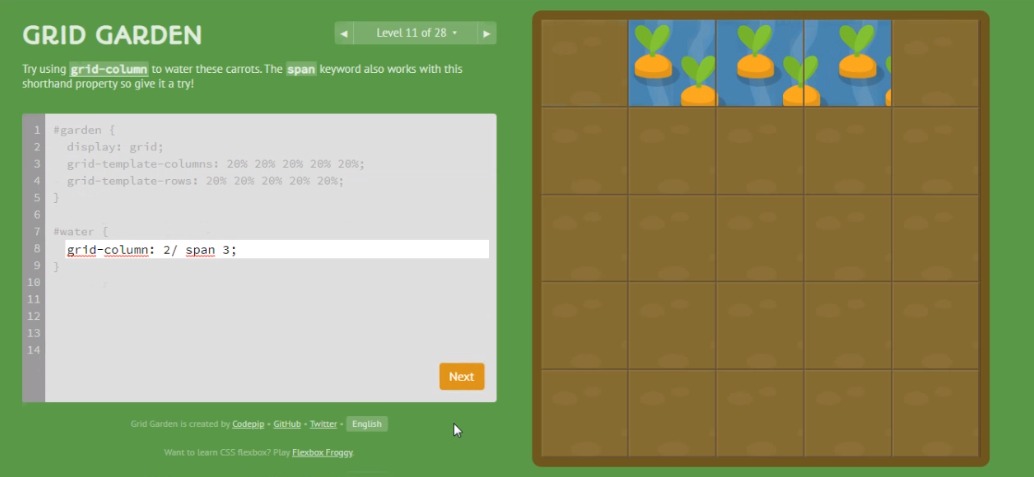 GRID GARDEN
◀ Level 11 of 28 ▾ ▶
Try using grid-column to water these carrots. The span keyword also works with this
shorthand property so give it a try!
1 #garden {
2 display: grid;
3 grid-template-columns: 20% 20% 20% 20% 20%;
4 grid-template-rows: 20% 20% 20% 20% 20%;
5 }
6
7 #water {
8 grid-column: 2/ span 3;
9 }
10
11
12
13
14
Next
Grid Garden is created by Codepip • GitHub • Twitter • English
Want to learn CSS flexbox? Play Flexbox Froggy.